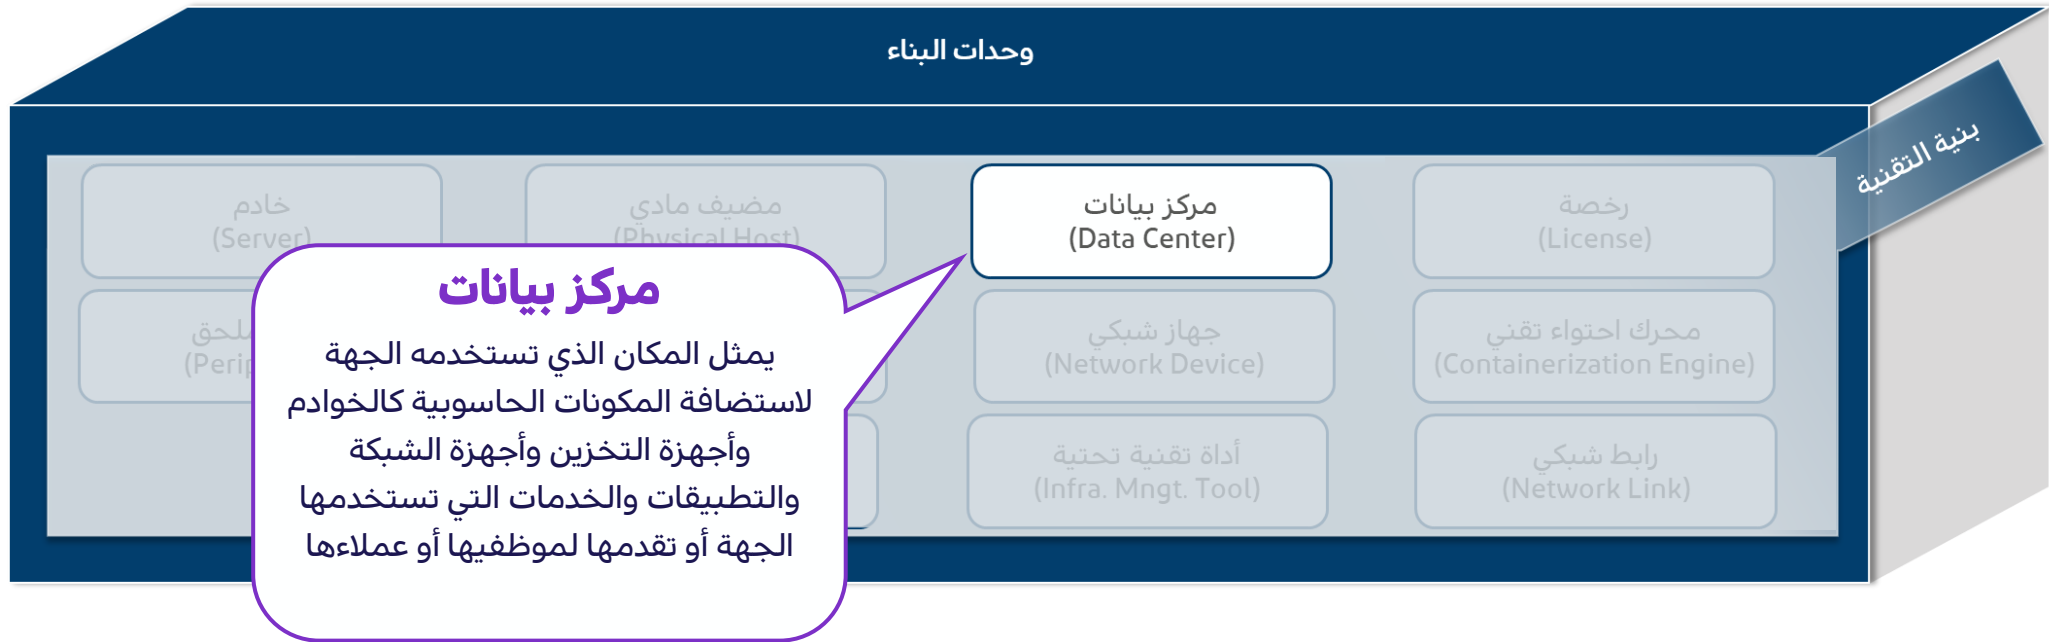 وحدات البناء
بنية التقنية
رخصة
(License)
مركز بيانات
(Data Center)
مضيف مادي
(Physical Host)
خادم
(Server)
محرك احتواء تقني
(Containerization Engine)
جهاز شبكي
(Network Device)
رابط شبكي
(Network Link)
أداة تقنية تحتية
(Infra. Mngt. Tool)
مركز بيانات
يمثل المكان الذي تستخدمه الجهة
لاستضافة المكونات الحاسوبية كالخوادم
وأجهزة التخزين وأجهزة الشبكة
والتطبيقات والخدمات التي تستخدمها
الجهة أو تقدمها لموظفيها أو عملاءها